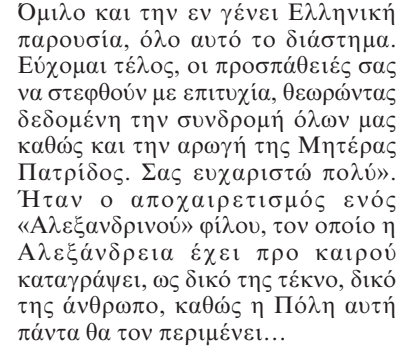 Όμιλο και την εν γένει Ελληνική
παρουσία, όλο αυτό το διάστημα.
Εύχομαι τέλος, οι προσπάθειές σας
να στεφθούν με επιτυχία, θεωρώντας
δεδομένη την συνδρομή όλων μας
καθώς και την αρωγή της Μητέρας
Πατρίδος. Σας ευχαριστώ πολύ».
Ήταν ο αποχαιρετισμός ενός
«Αλεξανδρινού» φίλου, τον οποίο η
Αλεξάνδρεια έχει προ καιρού
καταγράψει, ως δικό της τέκνο, δικό
της άνθρωπο, καθώς η Πόλη αυτή
πάντα θα τον περιμένει…